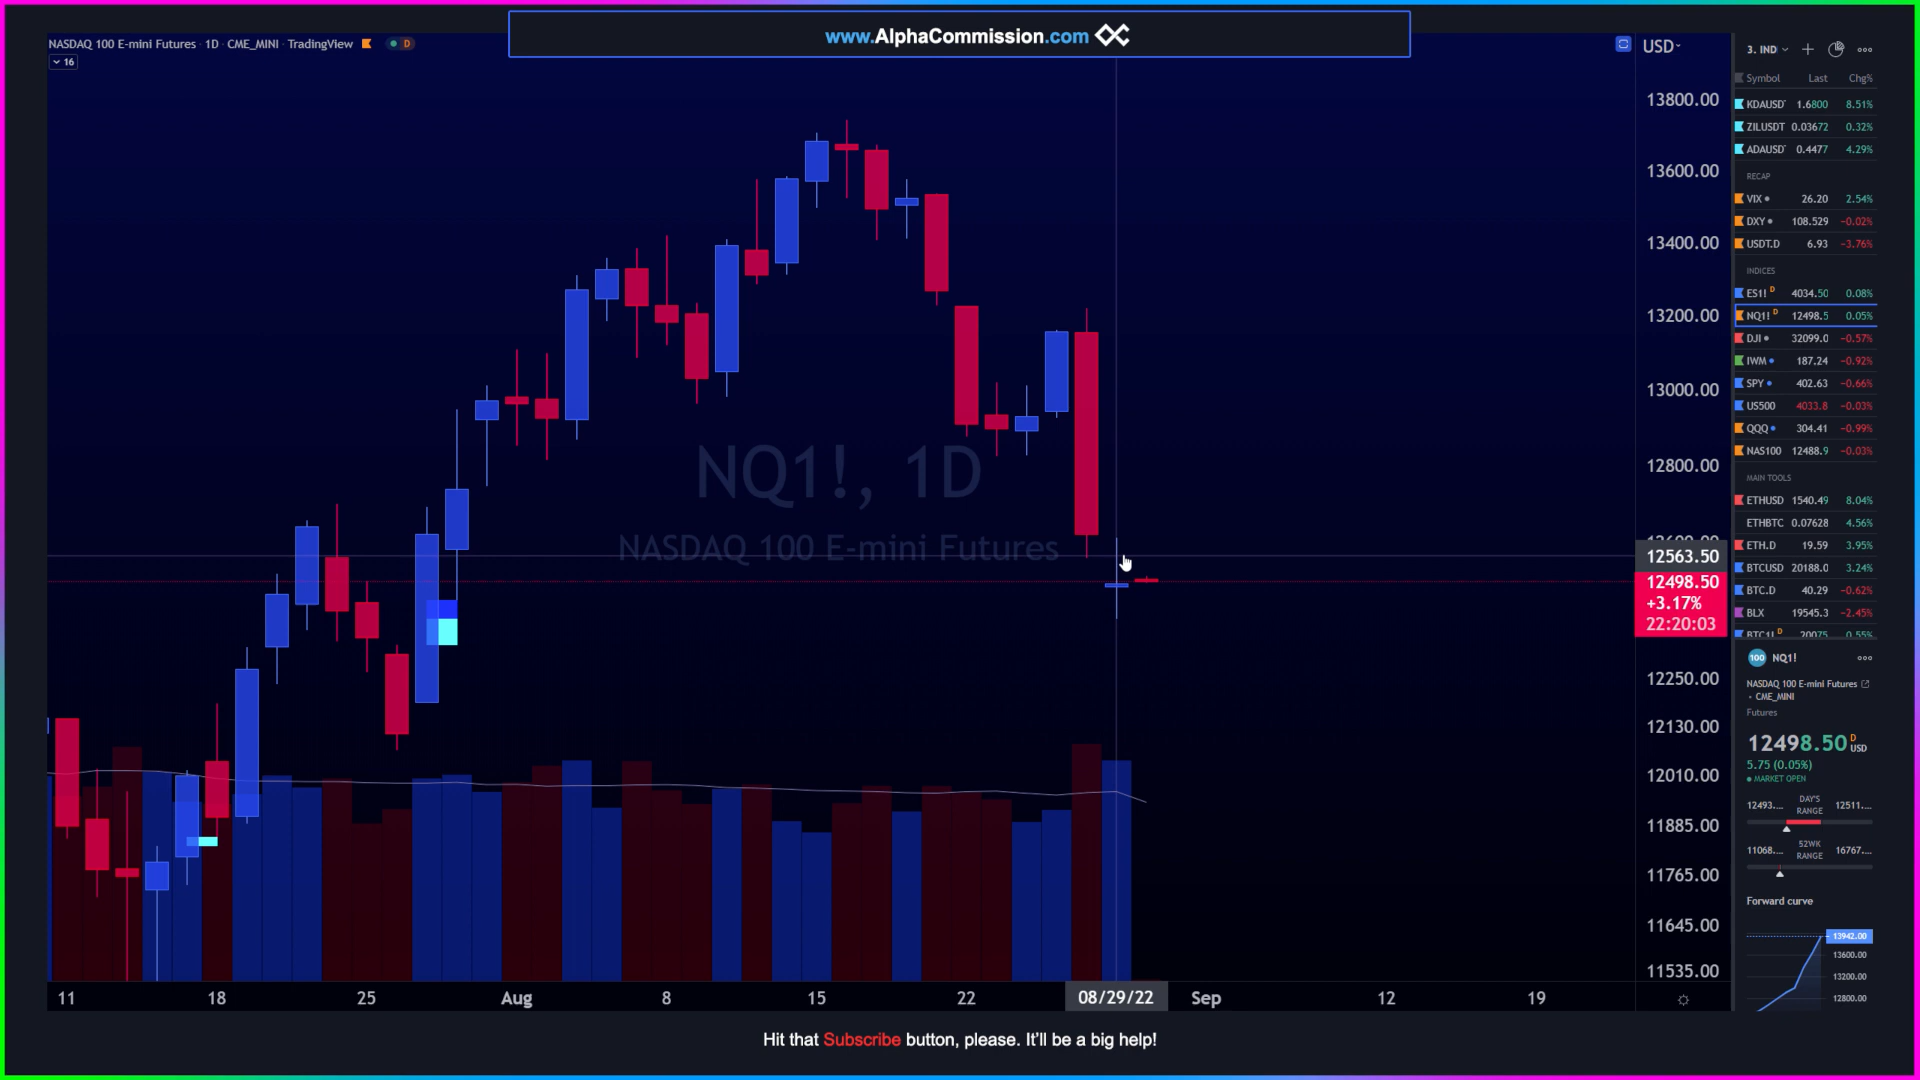 www.AlphaCommission.com
NASDAQ 100 E-mini Futures · 1D · CME_MINI · TradingView D
16
USD
13800.00
13600.00
13400.00
13200.00
13000.00
12800.00
12563.50
12498.50
+3.17%
22:20:03
12250.00
12130.00
12010.00
11885.00
11765.00
11645.00
11535.00
NQ1!, 1D
NASDAQ 100 E-mini Futures
11 18 25 Aug 8 15 22 08/29/22 Sep 12 19
3. IND
Symbol Last Chg%
KDAUSD 1.6800 8.51%
ZILUSDT 0.03672 0.32%
ADAUSD 0.4477 4.29%
RECAP
VIX 26.20 2.54%
DXY 108.529 −0.02%
USDT.D 6.93 −3.76%
INDICES
ES1! D 4034.50 0.08%
NQ1! D 12498.5 0.05%
DJI 32099.0 −0.57%
IWM 187.24 −0.92%
SPY 402.63 −0.66%
US500 4033.8 −0.03%
QQQ 304.41 −0.99%
NAS100 12488.9 −0.03%
MAIN TOOLS
ETHUSD 1540.49 8.04%
ETHBTC 0.07628 4.56%
ETH.D 19.59 3.95%
BTCUSD 20188.0 3.24%
BTC.D 40.29 −0.62%
BLX 19545.3 −2.45%
BTC1! D 20075 0.55%
100 NQ1!
NASDAQ 100 E-mini Futures
• CME_MINI
Futures
12498.50 D USD
5.75 (0.05%)
MARKET OPEN
12493.... DAY'S RANGE 12511....
11068.... 52WK RANGE 16767....
Forward curve
13942.00
13600.00
13200.00
12800.00
Hit that Subscribe button, please. It'll be a big help!